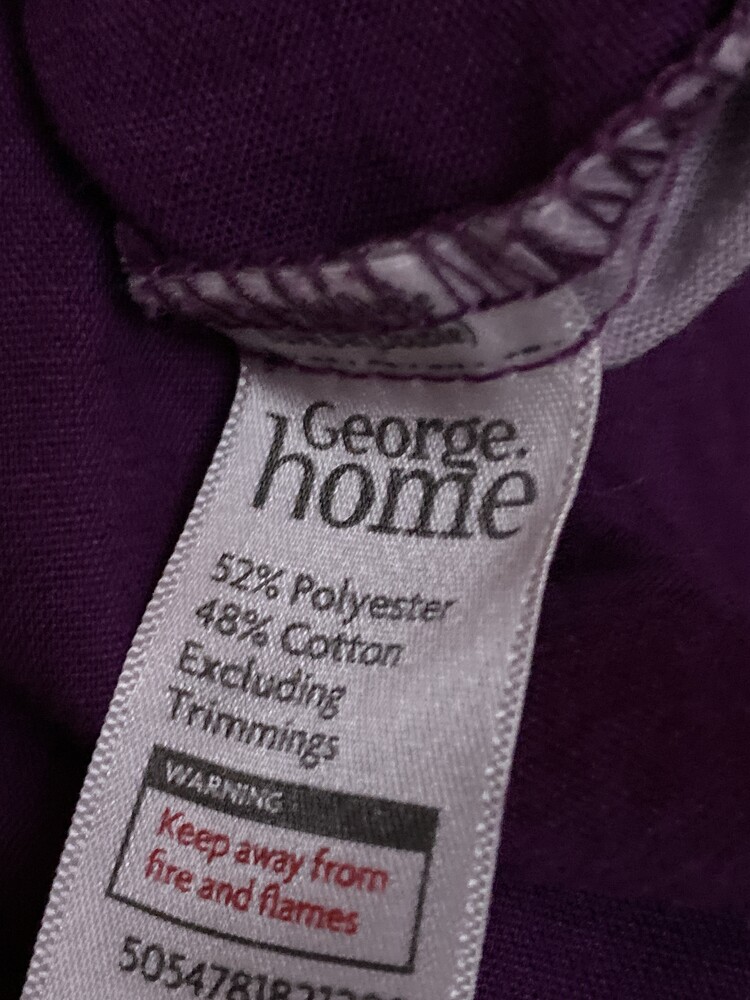 George.
home
52% Polyester
48% Cotton
Excluding
Trimmings
WARNING
Keep away from
fire and flames